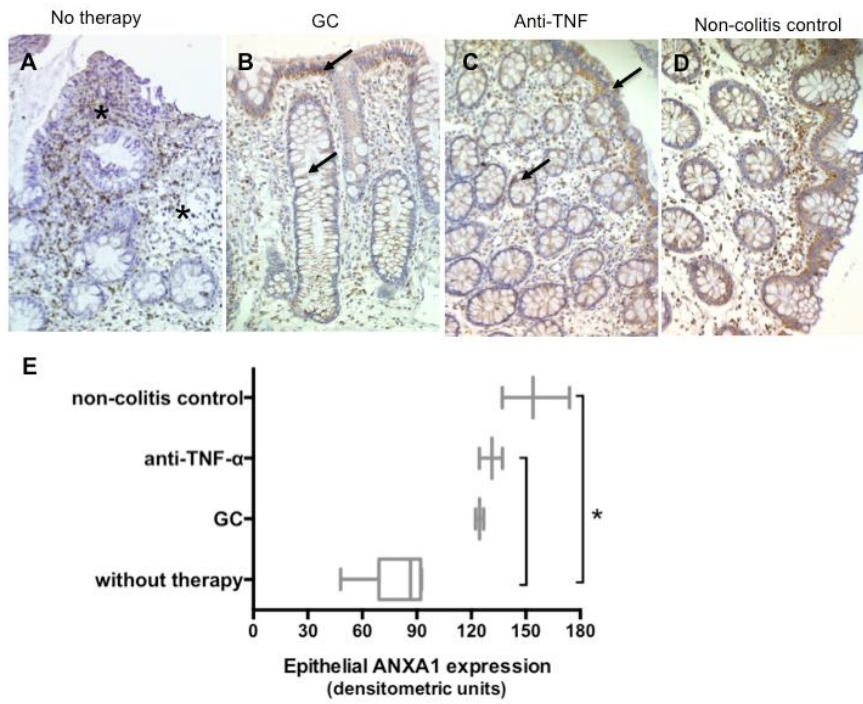 No therapy
GC
Anti-TNF
Non-colitis control
A
B
C
D
*
*
E
non-colitis control
anti-TNF-α
GC
without therapy
*
0 30 60 90 120 150 180
Epithelial ANXA1 expression
(densitometric units)